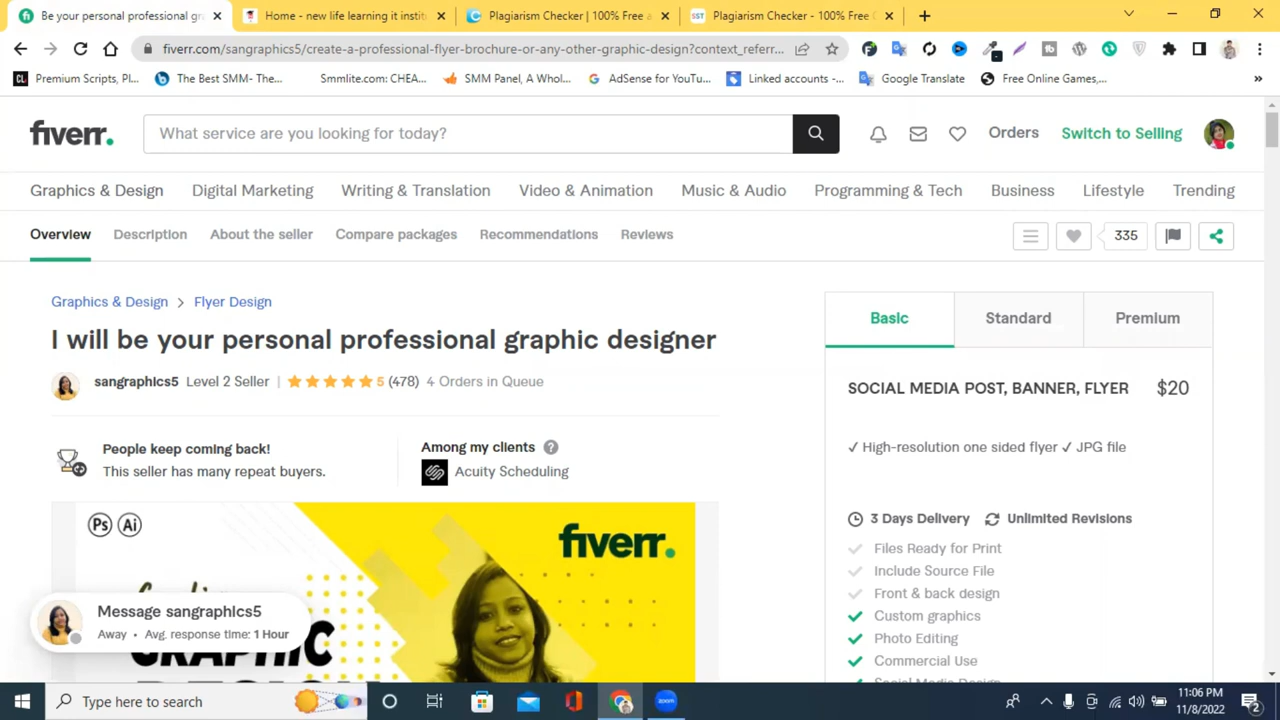 Be your personal professional gr
Home - new life learning it instit
Plagiarism Checker | 100% Free a
SST
Plagiarism Checker - 100% Free O
fiverr.com/sangraphics5/create-a-professional-flyer-brochure-or-any-other-graphic-design?context_referr...
CL Premium Scripts, Pl...
The Best SMM- The...
Smmlite.com: CHEA...
SMM Panel, A Whol...
AdSense for YouTu...
Linked accounts -...
Google Translate
Free Online Games,...
»
fiverr.
What service are you looking for today?
Orders
Switch to Selling
Graphics & Design
Digital Marketing
Writing & Translation
Video & Animation
Music & Audio
Programming & Tech
Business
Lifestyle
Trending
Overview
Description
About the seller
Compare packages
Recommendations
Reviews
335
Graphics & Design > Flyer Design
I will be your personal professional graphic designer
sangraphics5 Level 2 Seller | 5 (478) 4 Orders in Queue
People keep coming back!
This seller has many repeat buyers.
Among my clients ?
Acuity Scheduling
Ps Ai
fiverr.
GRAPHIC
Message sangraphics5
Away • Avg. response time: 1 Hour
Basic
Standard
Premium
SOCIAL MEDIA POST, BANNER, FLYER $20
✓ High-resolution one sided flyer ✓ JPG file
3 Days Delivery
Unlimited Revisions
Files Ready for Print
Include Source File
Front & back design
Custom graphics
Photo Editing
Commercial Use
Social Media Design
Type here to search
zoom
11:06 PM
11/8/2022
2